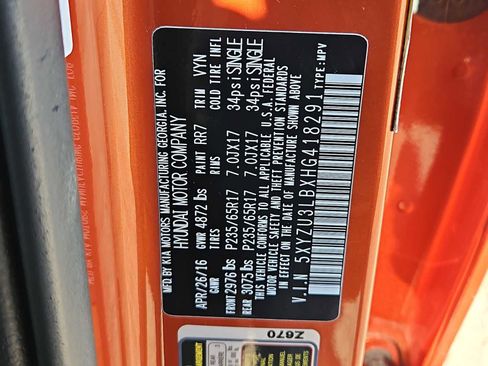 MFD BY KIA MOTORS MANUFACTURING GEORGIA, INC. FOR
HYUNDAI MOTOR COMPANY
APR/26/16 GVWR 4872 lbs PAINT RR7 TRIM VYN
GAWR TIRES RIMS COLD TIRE INFL
FRONT 2976 lbs P235/65R17 7.0JX17 34psi SINGLE
REAR 3075 lbs P235/65R17 7.0JX17 34psi SINGLE
THIS VEHICLE CONFORMS TO ALL APPLICABLE U.S.A. FEDERAL
MOTOR VEHICLE SAFETY AND THEFT PREVENTION
STANDARDS IN EFFECT ON THE DATE OF MANUFACTURE SHOWN ABOVE
V.I.N 5XYZU3LBXHG418291 TYPE:MPV
Z670